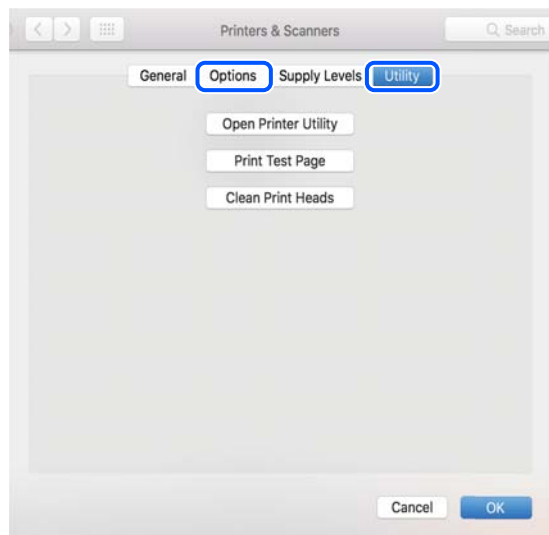 Printers & Scanners
Search
General Options Supply Levels Utility
Open Printer Utility
Print Test Page
Clean Print Heads
Cancel OK